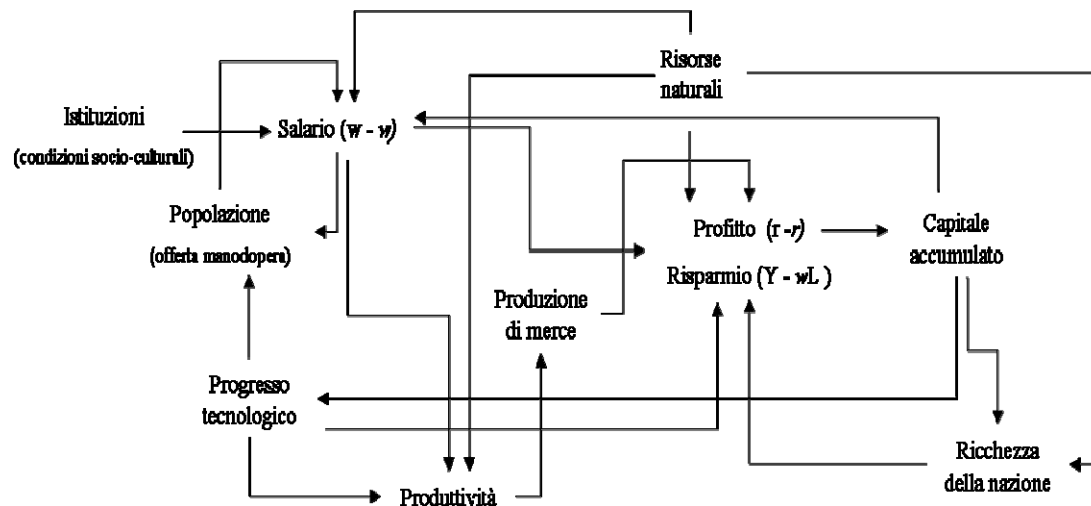 Risorse
naturali
Istituzioni
(condizioni socio-culturali)
Salario (w - w)
Popolazione
(offerta manodopera)
Profitto (r -r)
Risparmio (Y - wL )
Capitale
accumulato
Produzione
di merce
Progresso
tecnologico
Ricchezza
della nazione
Produttività